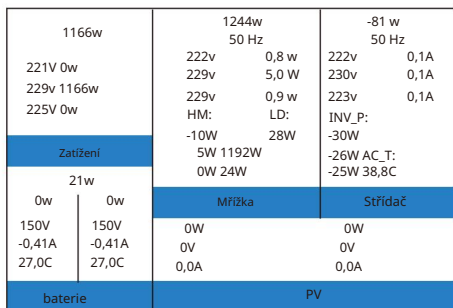 1166w
221V 0w
229v 1166w
225V 0w
Zatížení
21w
0w 0w
150V 150V
-0,41A -0,41A
27,0C 27,0C
baterie
1244w
50 Hz
222v 0,8 w
229v 5,0 W
229v 0,9 w
HM: LD:
-10W 28W
5W 1192W
0W 24W
Mřížka
-81 w
50 Hz
222v 0,1A
230v 0,1A
223v 0,1A
INV_P:
-30W
-26W AC_T:
-25W 38,8C
Střídač
0W 0W
0V 0V
0,0A 0,0A
PV